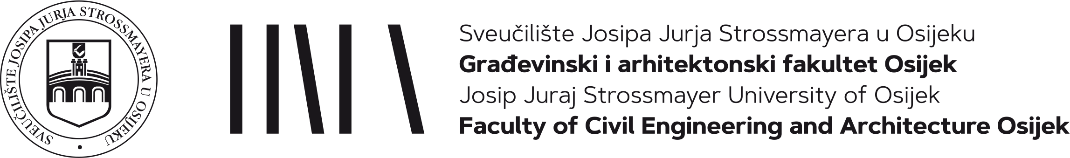 SVEUČILIŠTE JOSIPA JURJA STROSSMAYERA U OSIJEKU
Sveučilište Josipa Jurja Strossmayera u Osijeku
Građevinski i arhitektonski fakultet Osijek
Josip Juraj Strossmayer University of Osijek
Faculty of Civil Engineering and Architecture Osijek